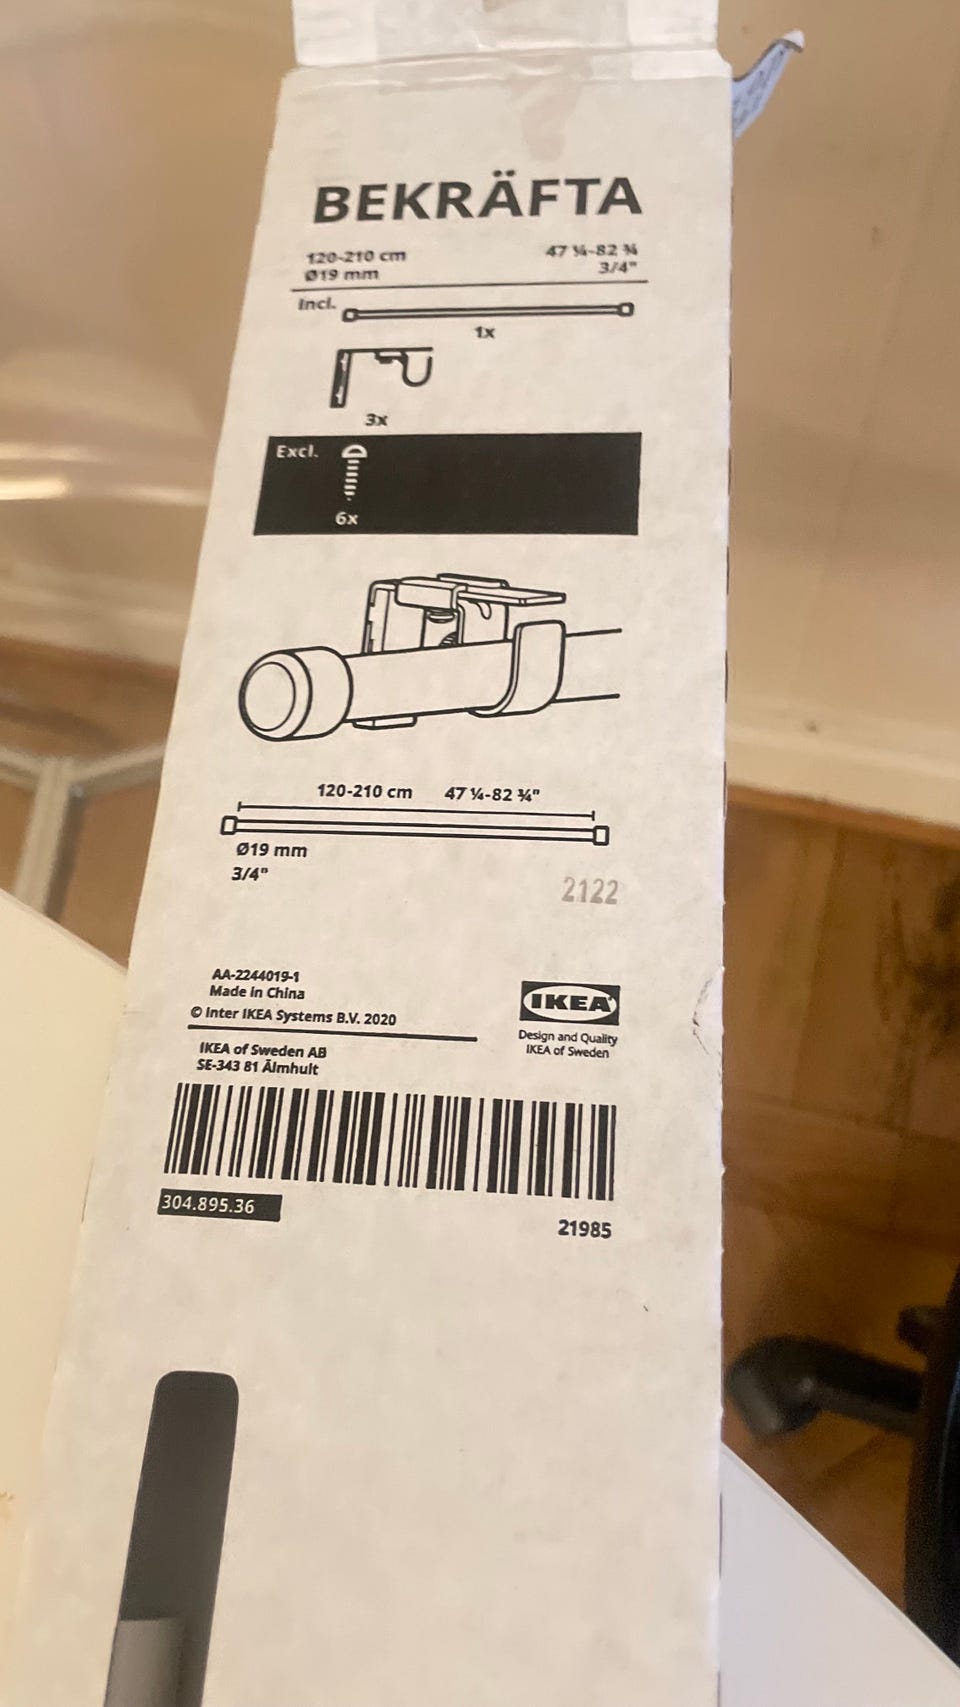 BEKRÄFTA
120-210 cm 47 ¼-82 ¾
Ø19 mm 3/4"
Incl.
1x
3x
Excl.
6x
120-210 cm 47 ¼-82 ¾"
Ø19 mm
3/4"
2122
AA-2244019-1
Made in China
© Inter IKEA Systems B.V. 2020
IKEA of Sweden AB
SE-343 81 Älmhult
IKEA
Design and Quality
IKEA of Sweden
304.895.36
21985